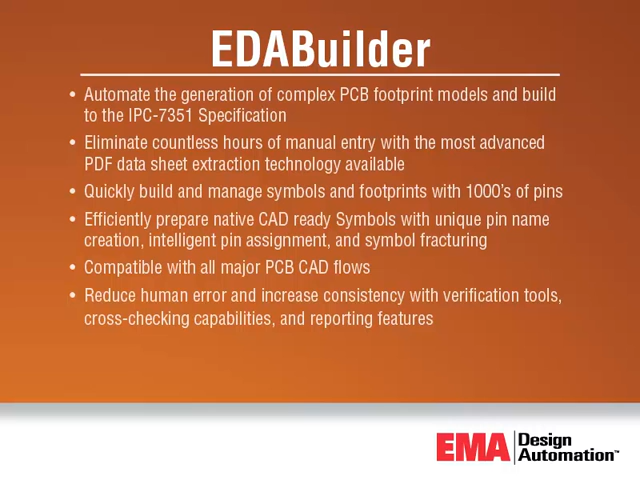 EDABuilder
• Automate the generation of complex PCB footprint models and build
to the IPC-7351 Specification
• Eliminate countless hours of manual entry with the most advanced
PDF data sheet extraction technology available
• Quickly build and manage symbols and footprints with 1000's of pins
• Efficiently prepare native CAD ready Symbols with unique pin name
creation, intelligent pin assignment, and symbol fracturing
• Compatible with all major PCB CAD flows
• Reduce human error and increase consistency with verification tools,
cross-checking capabilities, and reporting features
EMA Design
Automation™